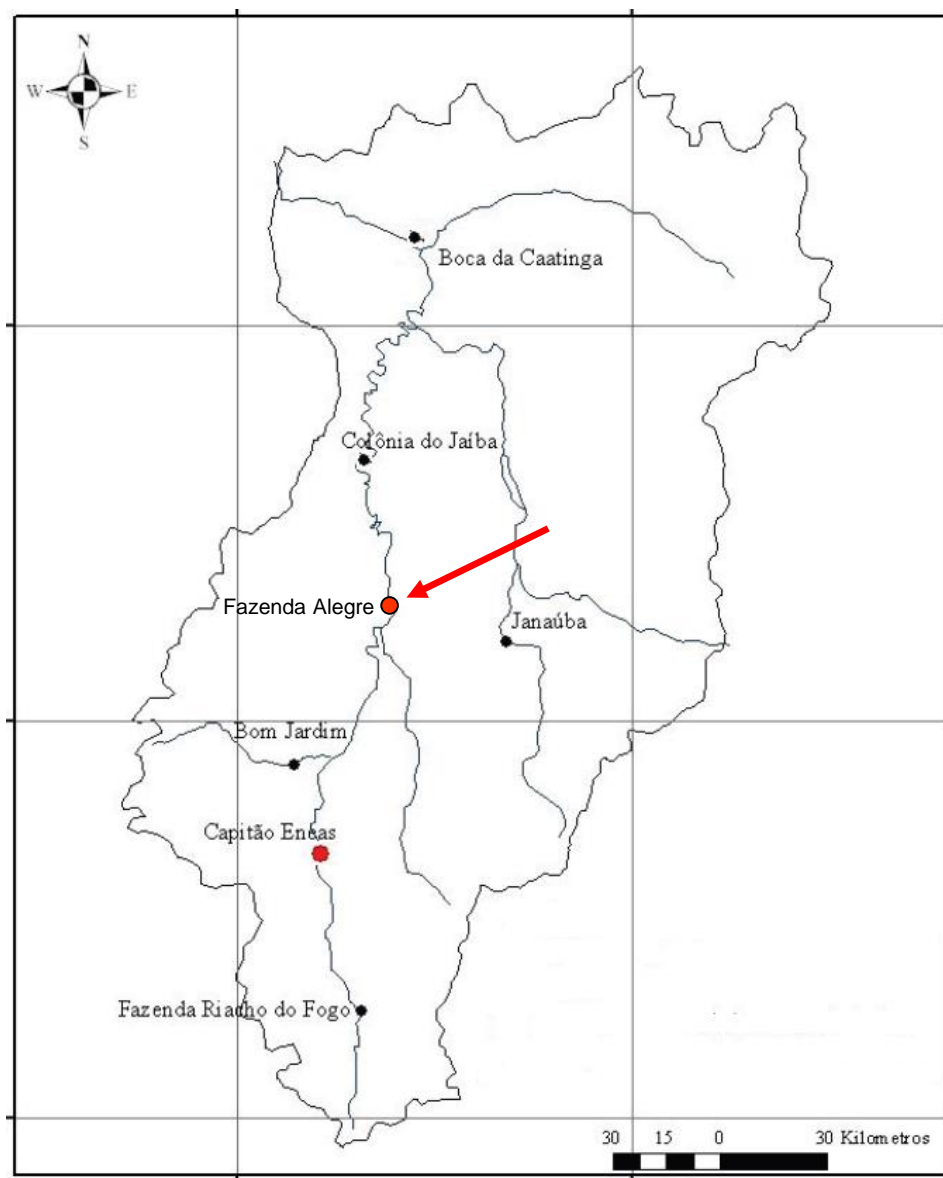 N
W E
S
Boca da Caatinga
Colônia do Jaíba
Fazenda Alegre
Janaúba
Bom Jardim
Capitão Enéas
Fazenda Riacho do Fogo
30 15 0 30 Kilometros